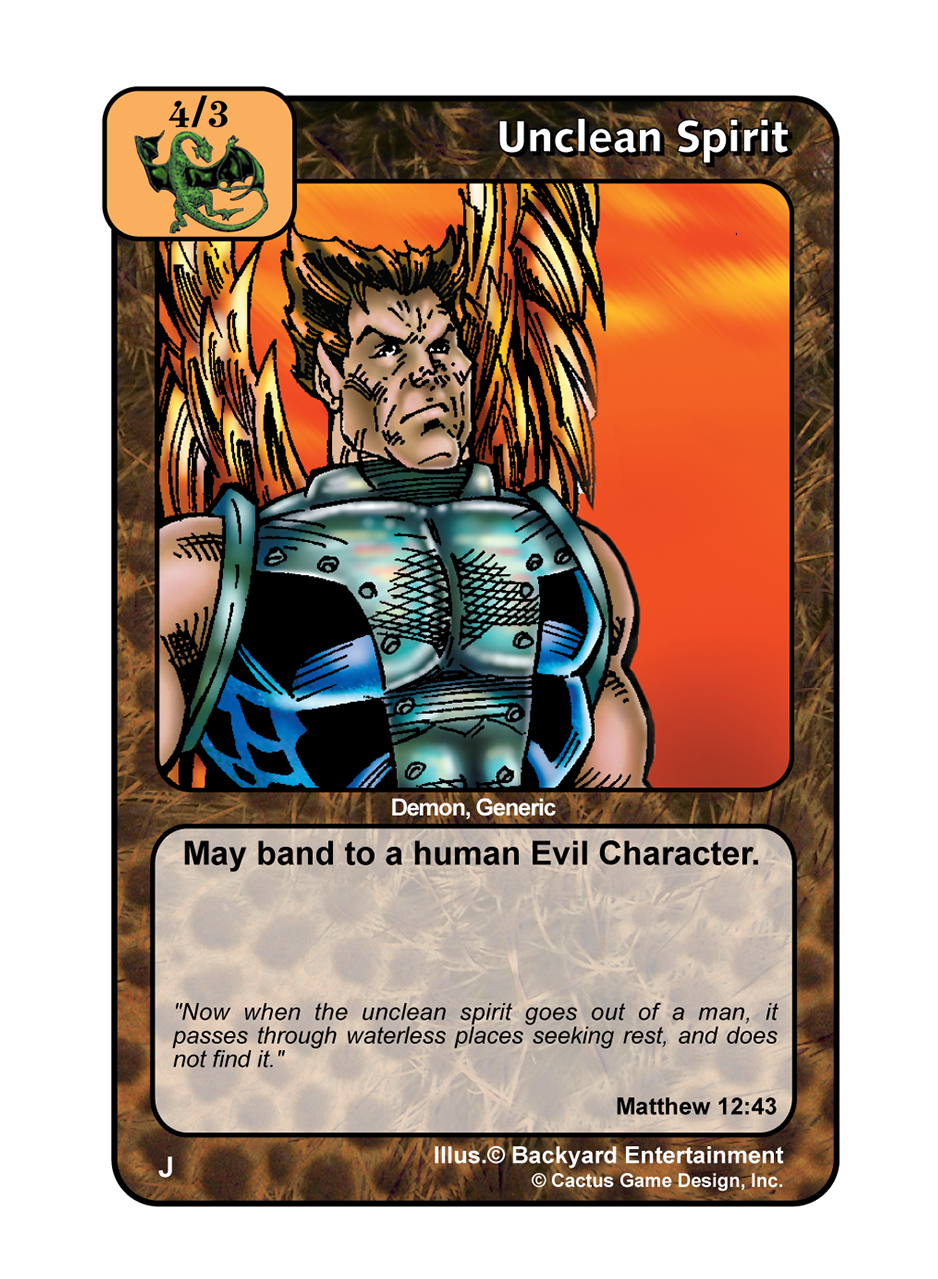 4/3
Unclean Spirit
Demon, Generic
May band to a human Evil Character.
"Now when the unclean spirit goes out of a man, it
passes through waterless places seeking rest, and does
not find it."
Matthew 12:43
J
Illus.© Backyard Entertainment
© Cactus Game Design, Inc.